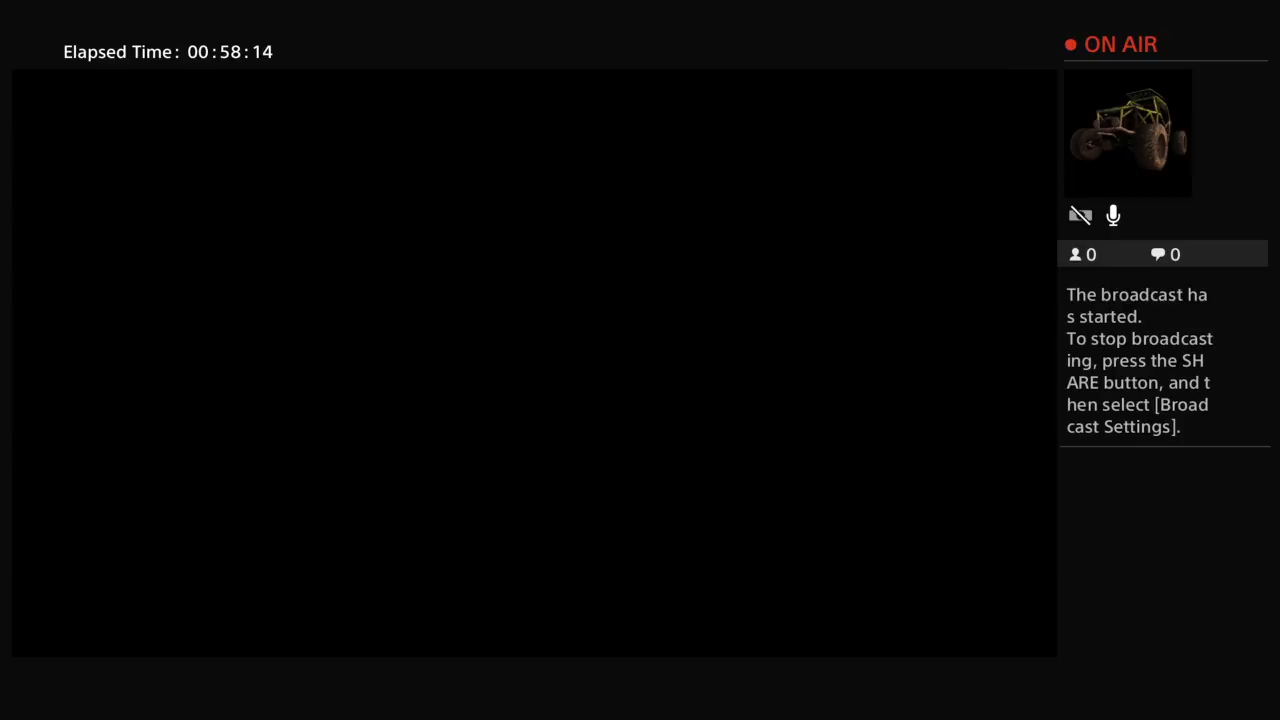 Elapsed Time: 00:58:14
ON AIR
0 0
The broadcast ha
s started.
To stop broadcast
ing, press the SH
ARE button, and t
hen select [Broad
cast Settings].